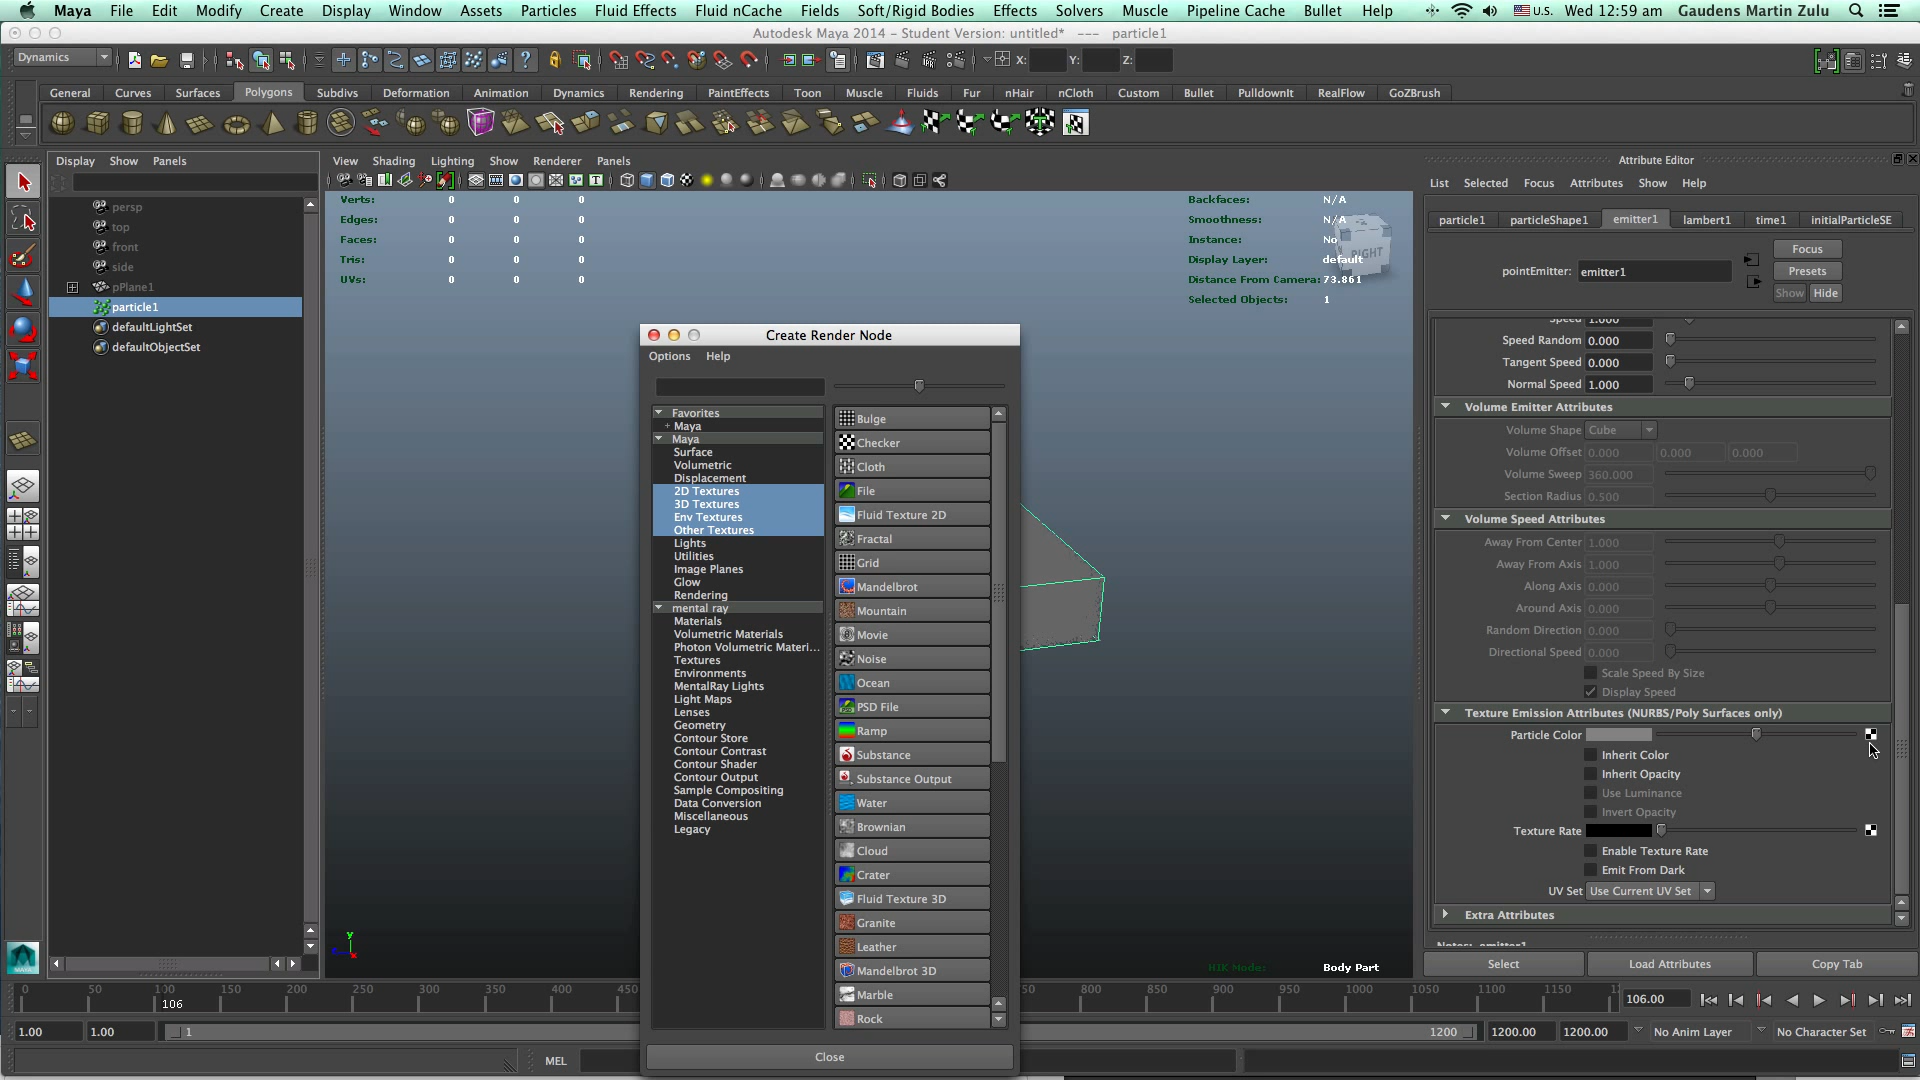 Maya File Edit Modify Create Display Window Assets Particles Fluid Effects Fluid nCache Fields Soft/Rigid Bodies Effects Solvers Muscle Pipeline Cache Bullet Help U.S. Wed 12:59 am Gaudens Martin Zulu
Autodesk Maya 2014 - Student Version: untitled* --- particle1
Dynamics X: Y: Z:
General Curves Surfaces Polygons Subdivs Deformation Animation Dynamics Rendering PaintEffects Toon Muscle Fluids Fur nHair nCloth Custom Bullet PulldownIt RealFlow GoZBrush
Display Show Panels
View Shading Lighting Show Renderer Panels
Attribute Editor
List Selected Focus Attributes Show Help
particle1 particleShape1 emitter1 lambert1 time1 initialParticleSE
Focus
pointEmitter: emitter1 Presets
Show Hide
persp
top
front
side
pPlane1
particle1
defaultLightSet
defaultObjectSet
Verts: 0 0 0
Edges: 0 0 0
Faces: 0 0 0
Tris: 0 0 0
UVs: 0 0 0
Backfaces: N/A
Smoothness: N/A
Instance: No
Display Layer: default
Distance From Camera: 73.861
Selected Objects: 1
RIGHT
Create Render Node
Options Help
Favorites
+ Maya
Maya
Surface
Volumetric
Displacement
2D Textures
3D Textures
Env Textures
Other Textures
Lights
Utilities
Image Planes
Glow
Rendering
mental ray
Materials
Volumetric Materials
Photon Volumetric Materi...
Textures
Environments
MentalRay Lights
Light Maps
Lenses
Geometry
Contour Store
Contour Contrast
Contour Shader
Contour Output
Sample Compositing
Data Conversion
Miscellaneous
Legacy
Bulge
Checker
Cloth
File
Fluid Texture 2D
Fractal
Grid
Mandelbrot
Mountain
Movie
Noise
Ocean
PSD File
Ramp
Substance
Substance Output
Water
Brownian
Cloud
Crater
Fluid Texture 3D
Granite
Leather
Mandelbrot 3D
Marble
Rock
Close
Speed 1.000
Speed Random 0.000
Tangent Speed 0.000
Normal Speed 1.000
Volume Emitter Attributes
Volume Shape Cube
Volume Offset 0.000 0.000 0.000
Volume Sweep 360.000
Section Radius 0.500
Volume Speed Attributes
Away From Center 1.000
Away From Axis 1.000
Along Axis 0.000
Around Axis 0.000
Random Direction 0.000
Directional Speed 0.000
Scale Speed By Size
Display Speed
Texture Emission Attributes (NURBS/Poly Surfaces only)
Particle Color
Inherit Color
Inherit Opacity
Use Luminance
Invert Opacity
Texture Rate
Enable Texture Rate
Emit From Dark
UV Set Use Current UV Set
Extra Attributes
Notes: emitter1
Select Load Attributes Copy Tab
y
HIK Mode: Body Part
0 50 100 150 200 250 300 350 400 450 50 800 850 900 950 1000 1050 1100 1150
106
106.00
1.00 1.00 1 1200 1200.00 1200.00 No Anim Layer No Character Set
MEL